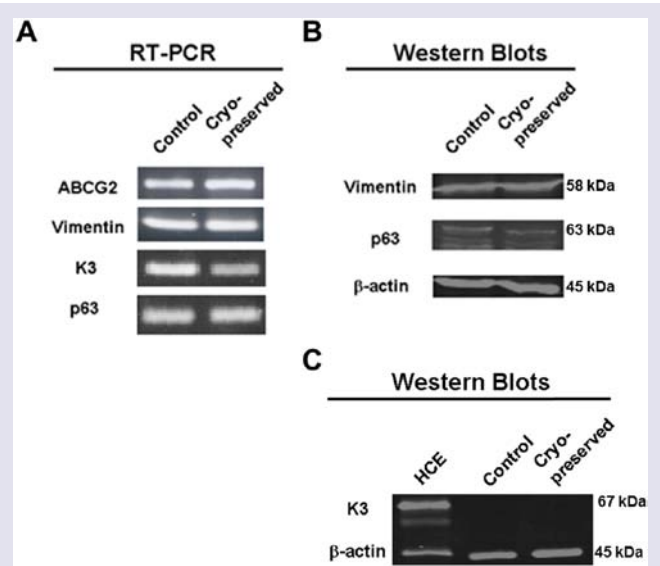 A
RT-PCR
Control
Cryo-
preserved
ABCG2
Vimentin
K3
p63
B
Western Blots
Control
Cryo-
preserved
Vimentin
58 kDa
p63
63 kDa
β-actin
45 kDa
C
Western Blots
HCE
Control
Cryo-
preserved
K3
67 kDa
β-actin
45 kDa